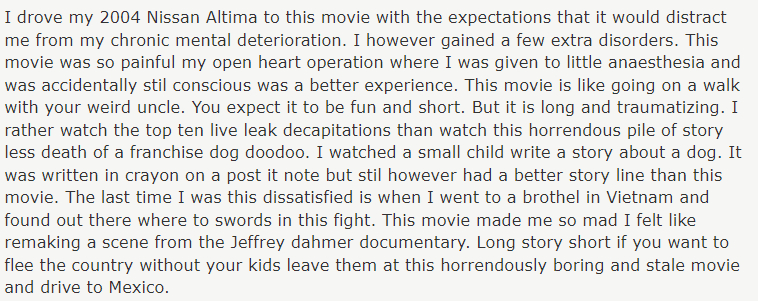 I drove my 2004 Nissan Altima to this movie with the expectations that it would distract
me from my chronic mental deterioration. I however gained a few extra disorders. This
movie was so painful my open heart operation where I was given to little anaesthesia and
was accidentally stil conscious was a better experience. This movie is like going on a walk
with your weird uncle. You expect it to be fun and short. But it is long and traumatizing. I
rather watch the top ten live leak decapitations than watch this horrendous pile of story
less death of a franchise dog doodoo. I watched a small child write a story about a dog. It
was written in crayon on a post it note but stil however had a better story line than this
movie. The last time I was this dissatisfied is when I went to a brothel in Vietnam and
found out there where to swords in this fight. This movie made me so mad I felt like
remaking a scene from the Jeffrey dahmer documentary. Long story short if you want to
flee the country without your kids leave them at this horrendously boring and stale movie
and drive to Mexico.